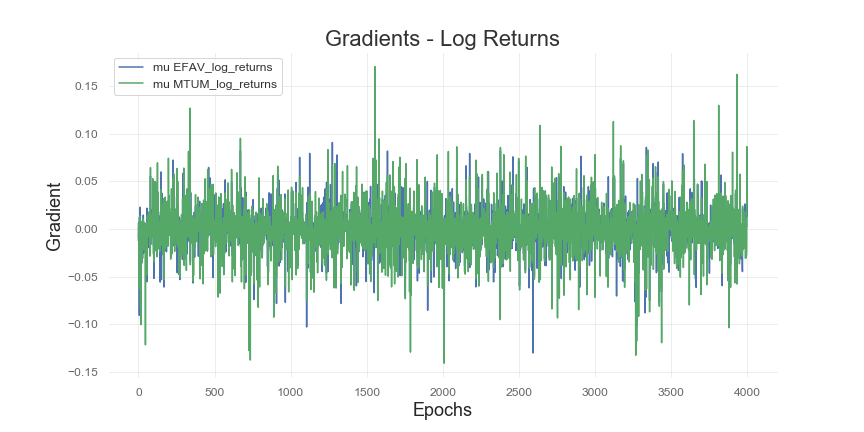 Gradients - Log Returns
mu EFAV_log_returns
mu MTUM_log_returns
Gradient
0.15
0.10
0.05
0.00
−0.05
−0.10
−0.15
0 500 1000 1500 2000 2500 3000 3500 4000
Epochs